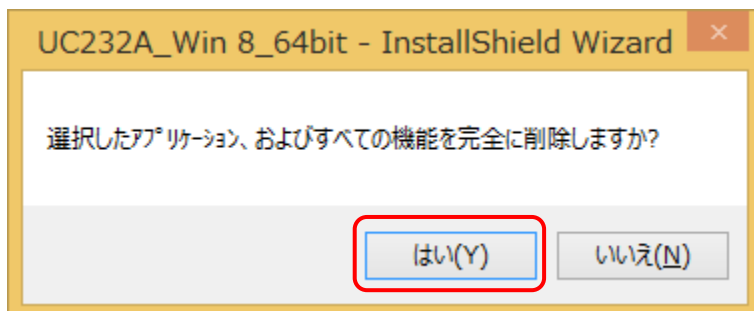 UC232A_Win 8_64bit - InstallShield Wizard
選択したｱﾌﾟﾘｹｰｼｮﾝ、およびすべての機能を完全に削除しますか?
はい(Y)
いいえ(N)